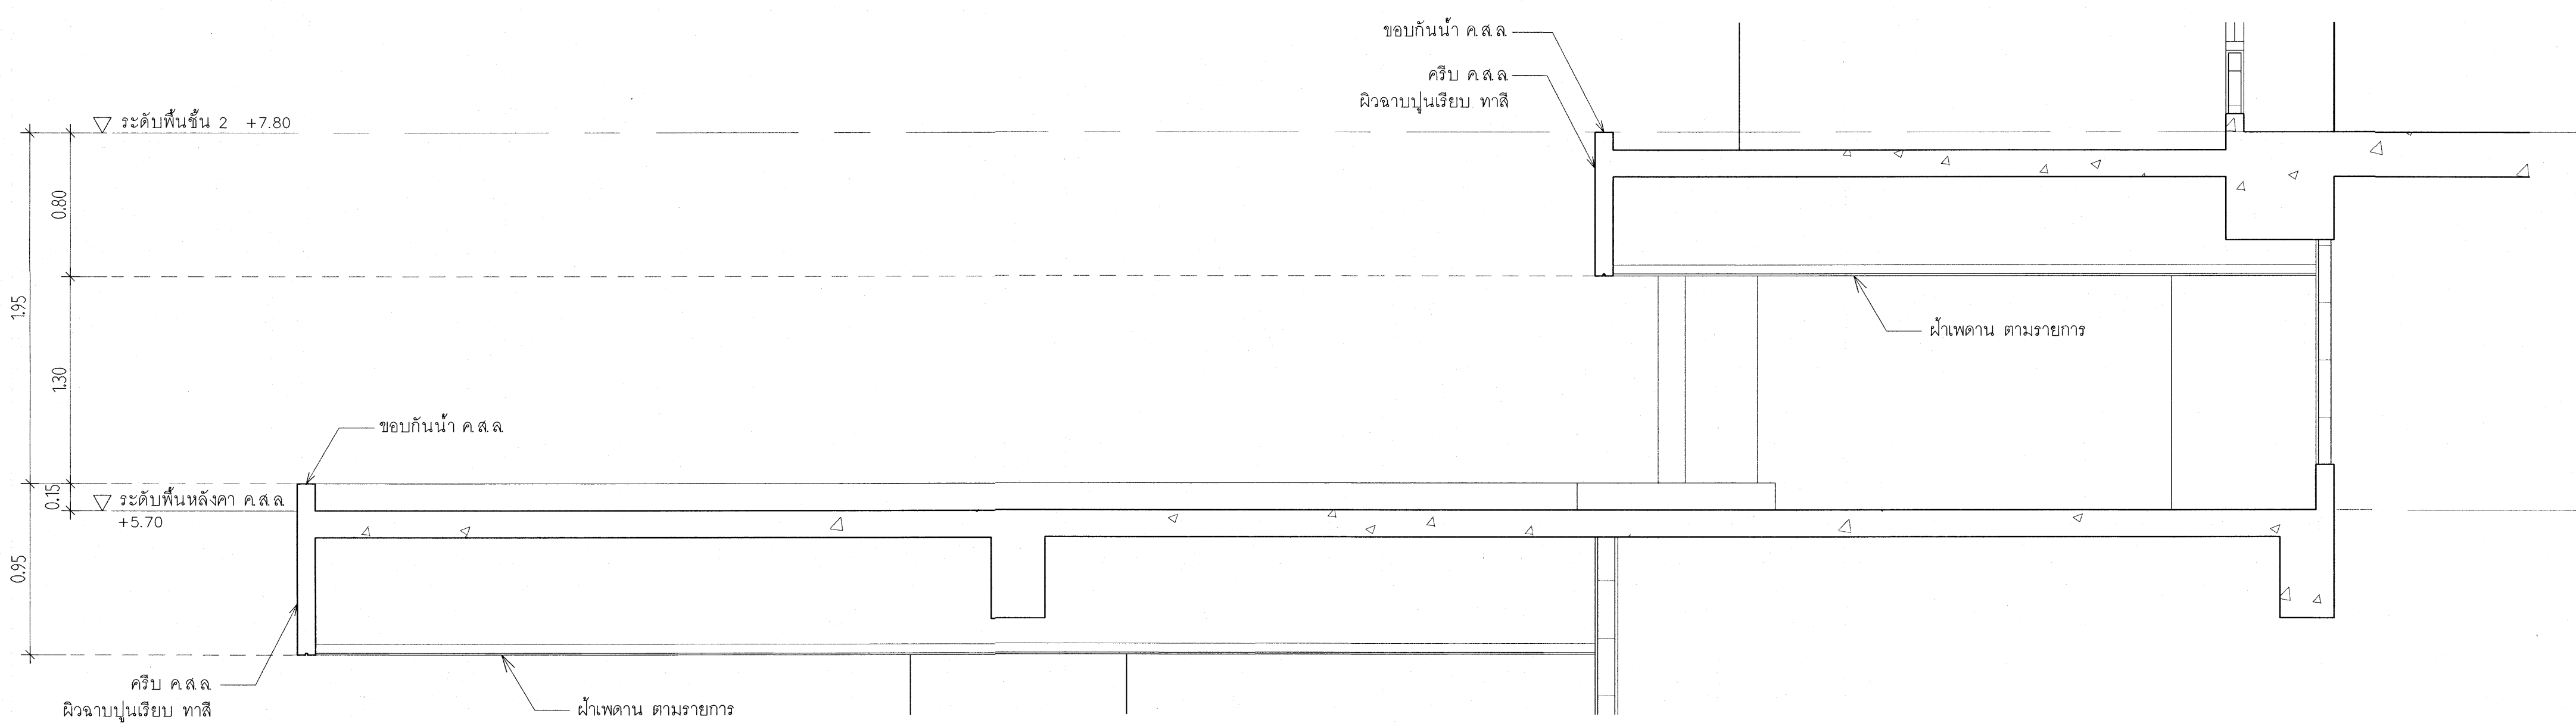 ขอบกันน้ำ ค.ส.ล.
ครีบ ค.ส.ล.
ผิวฉาบปูนเรียบ ทาสี
ระดับพื้นชั้น 2 +7.80
0.80
1.95
1.30
ฝ้าเพดาน ตามรายการ
ขอบกันน้ำ ค.ส.ล.
0.15
ระดับพื้นหลังคา ค.ส.ล.
+5.70
0.95
ครีบ ค.ส.ล.
ผิวฉาบปูนเรียบ ทาสี
ฝ้าเพดาน ตามรายการ